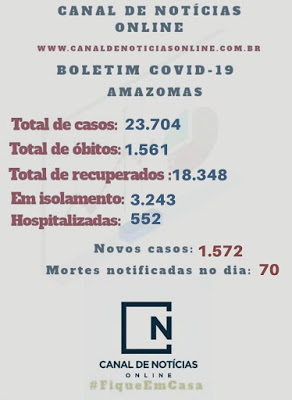 CANAL DE NOTÍCIAS
ONLINE
WWW.CANALDENOTICIASONLINE.COM.BR
BOLETIM COVID-19
AMAZOMAS
Total de casos: 23.704
Total de óbitos: 1.561
Total de recuperados :18.348
Em isolamento: 3.243
Hospitalizadas: 552
Novos casos: 1.572
Mortes notificadas no dia: 70
N
CANAL DE NOTÍCIAS
ONLINE
#FiqueEmCasa